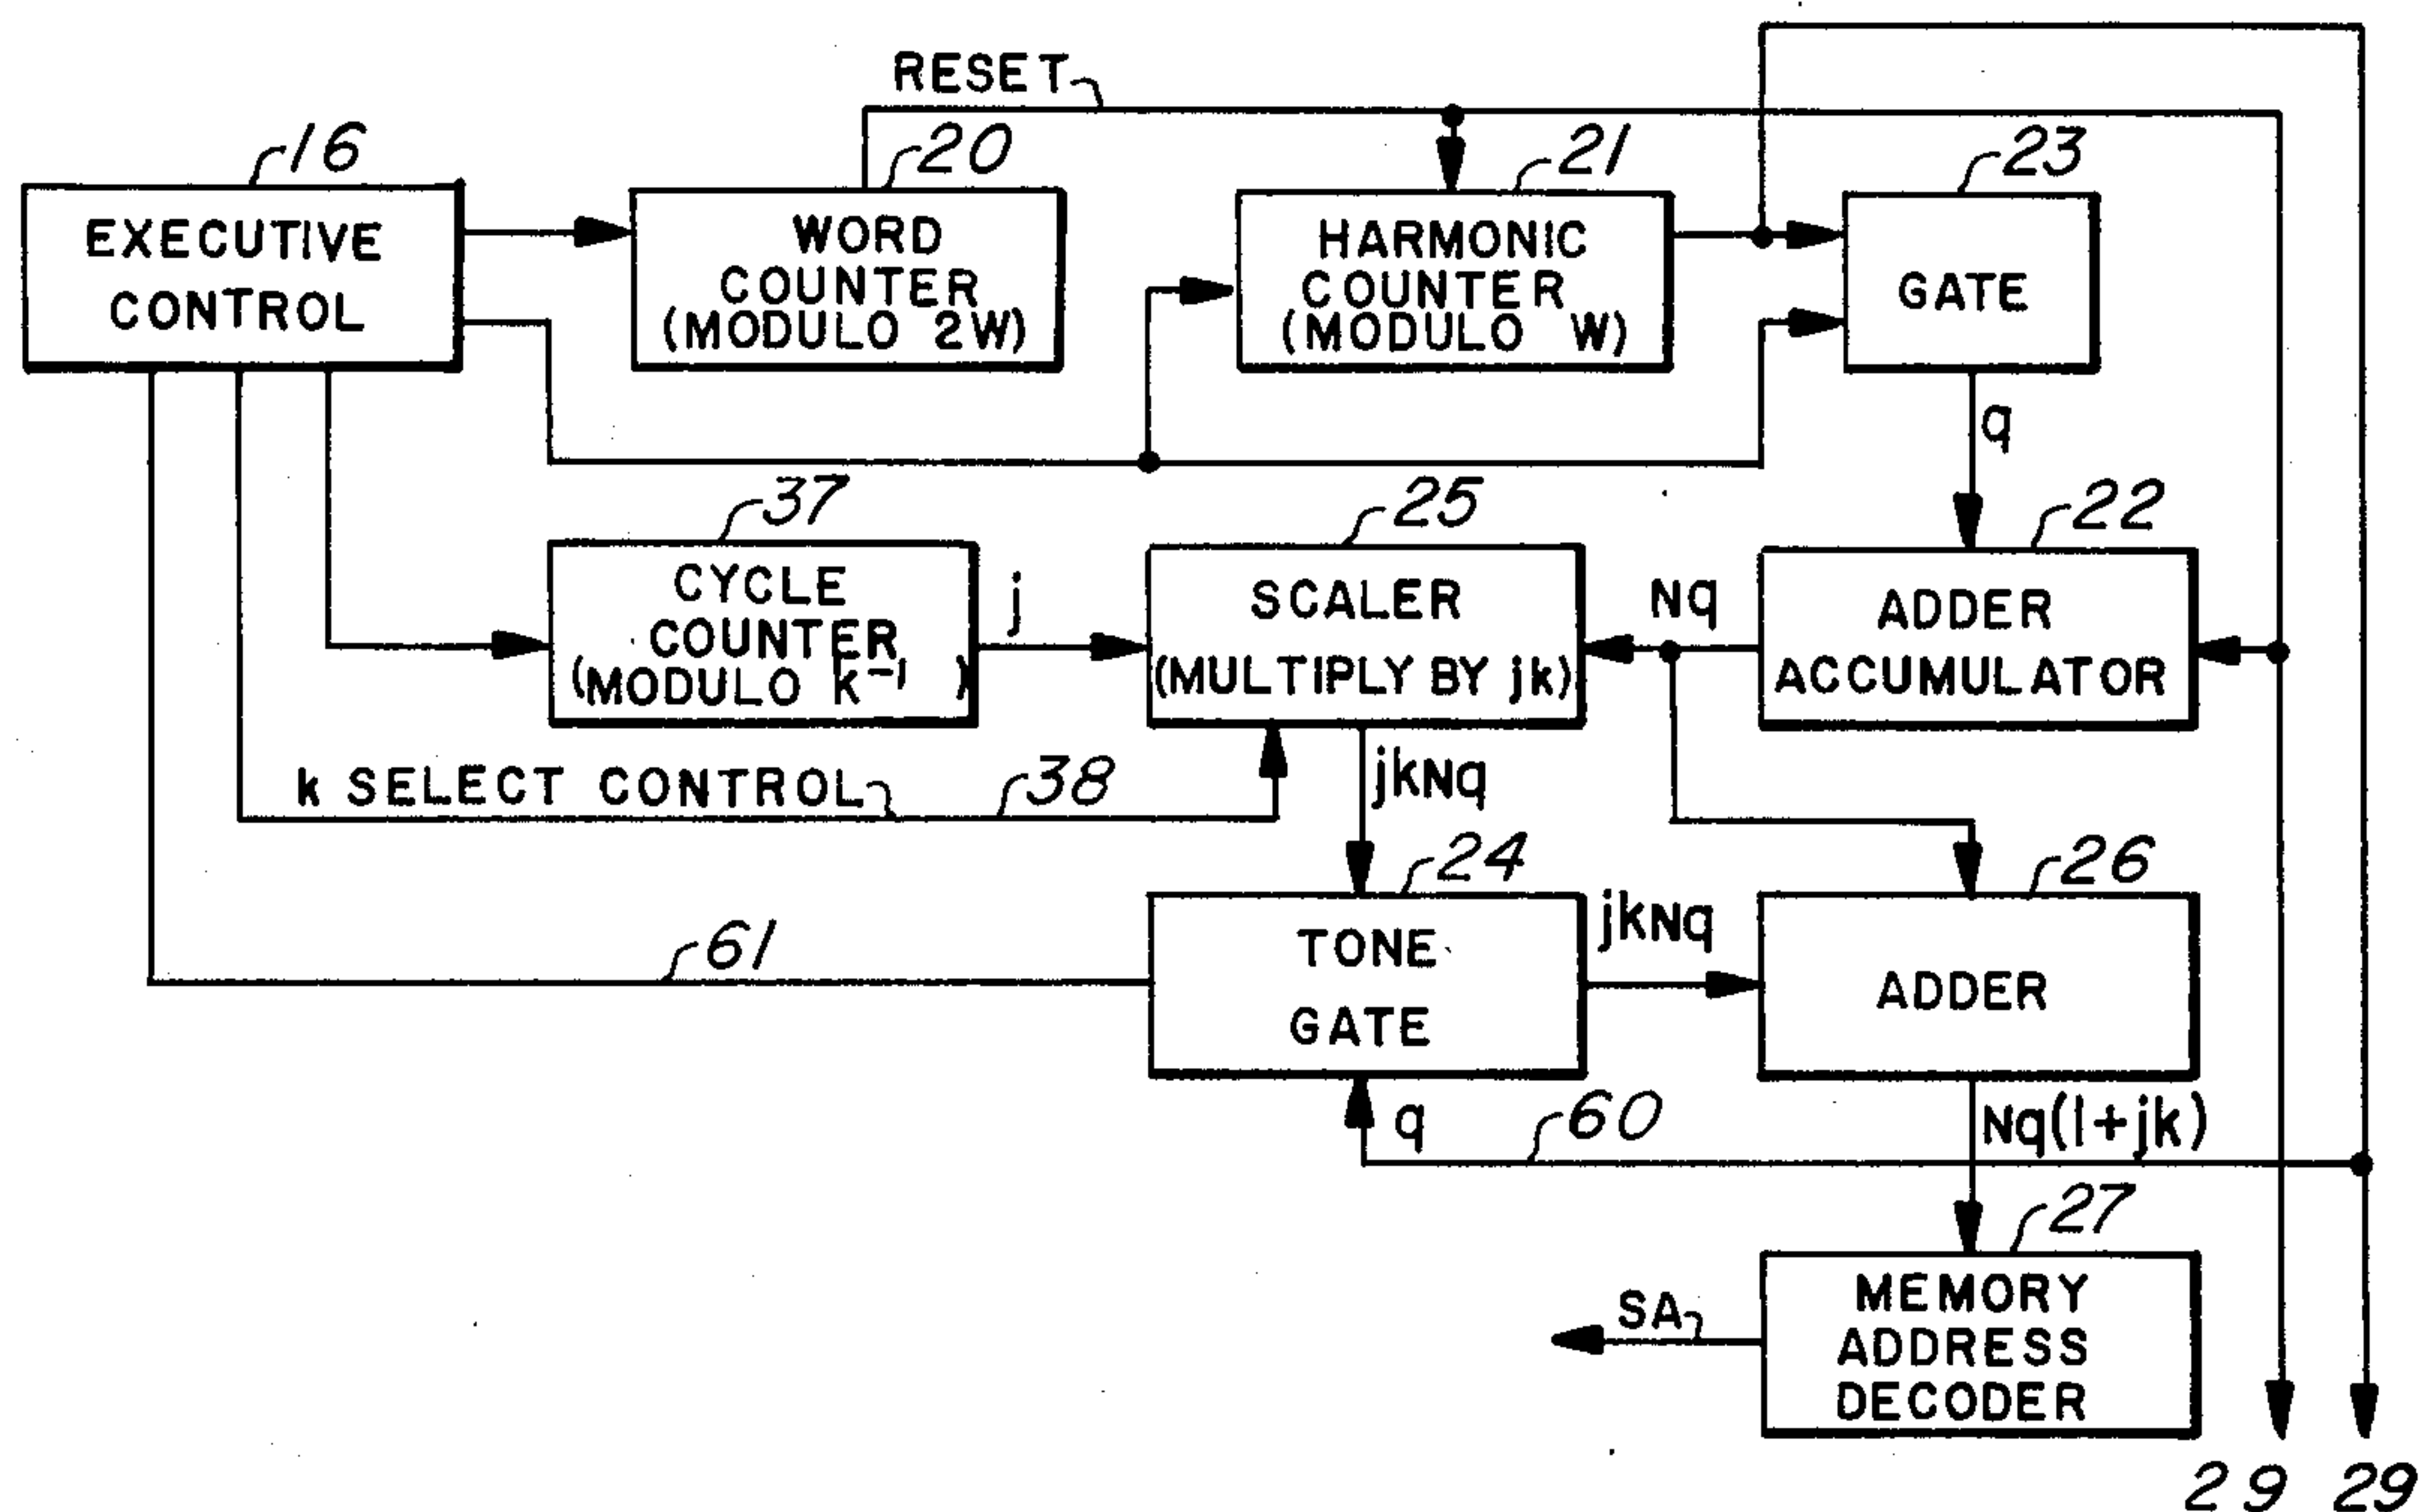 RESET
16
20
21
23
EXECUTIVE
CONTROL
WORD
COUNTER
(MODULO 2W)
HARMONIC
COUNTER
(MODULO W)
GATE
q
37
25
22
CYCLE
COUNTER
(MODULO k⁻¹ )
j
SCALER
(MULTIPLY BY jk)
Nq
ADDER
ACCUMULATOR
k SELECT CONTROL
38
jkNq
24
26
61
TONE
GATE
jkNq
ADDER
q
60
Nq(1+jk)
27
SA
MEMORY
ADDRESS
DECODER
29
29